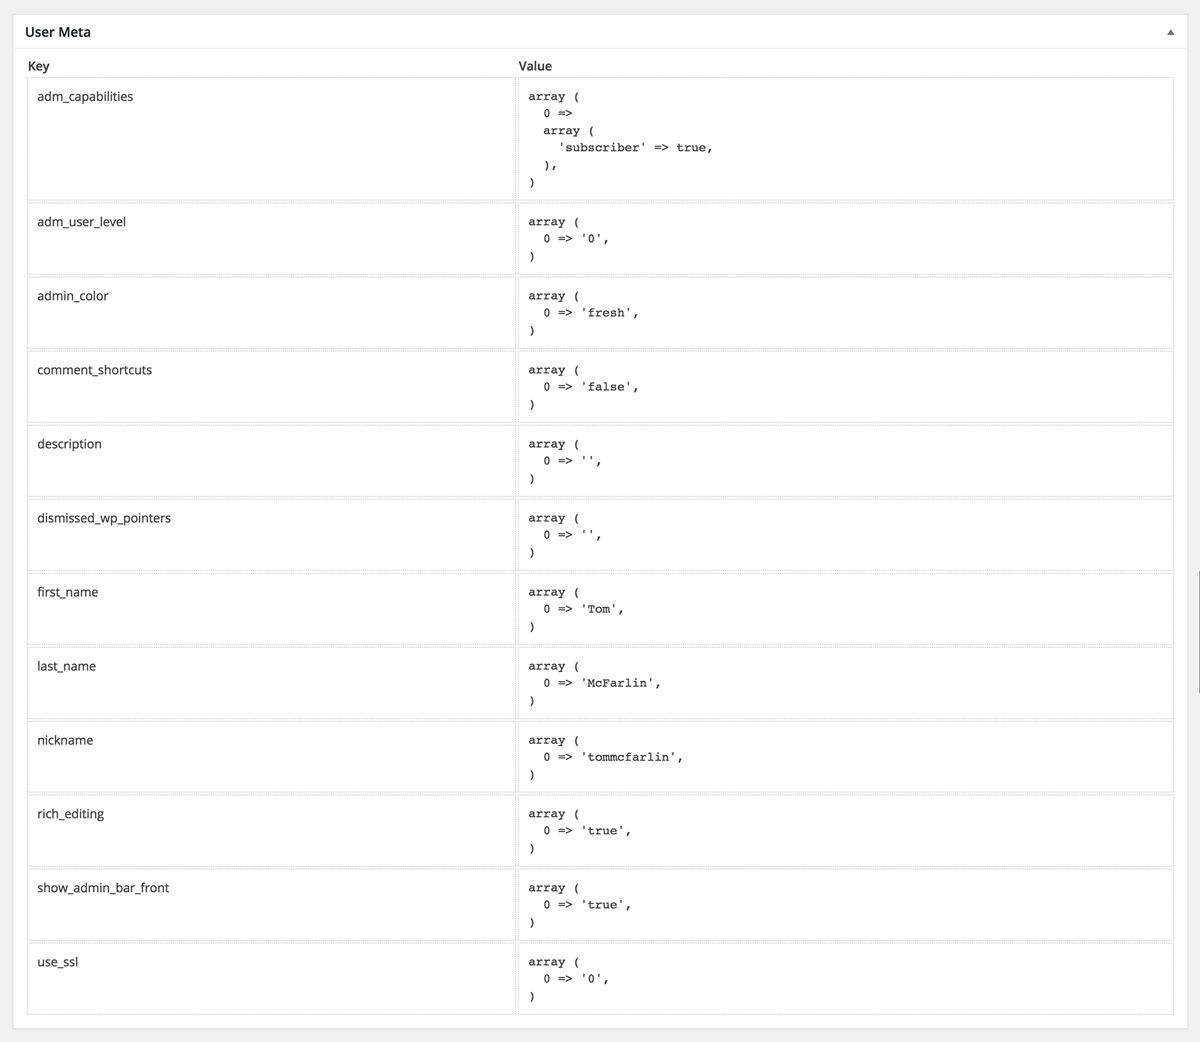 User Meta
Key Value
adm_capabilities
array (
0 =>
array (
'subscriber' => true,
),
)
adm_user_level
array (
0 => '0',
)
admin_color
array (
0 => 'fresh',
)
comment_shortcuts
array (
0 => 'false',
)
description
array (
0 => '',
)
dismissed_wp_pointers
array (
0 => '',
)
first_name
array (
0 => 'Tom',
)
last_name
array (
0 => 'McFarlin',
)
nickname
array (
0 => 'tommcfarlin',
)
rich_editing
array (
0 => 'true',
)
show_admin_bar_front
array (
0 => 'true',
)
use_ssl
array (
0 => '0',
)